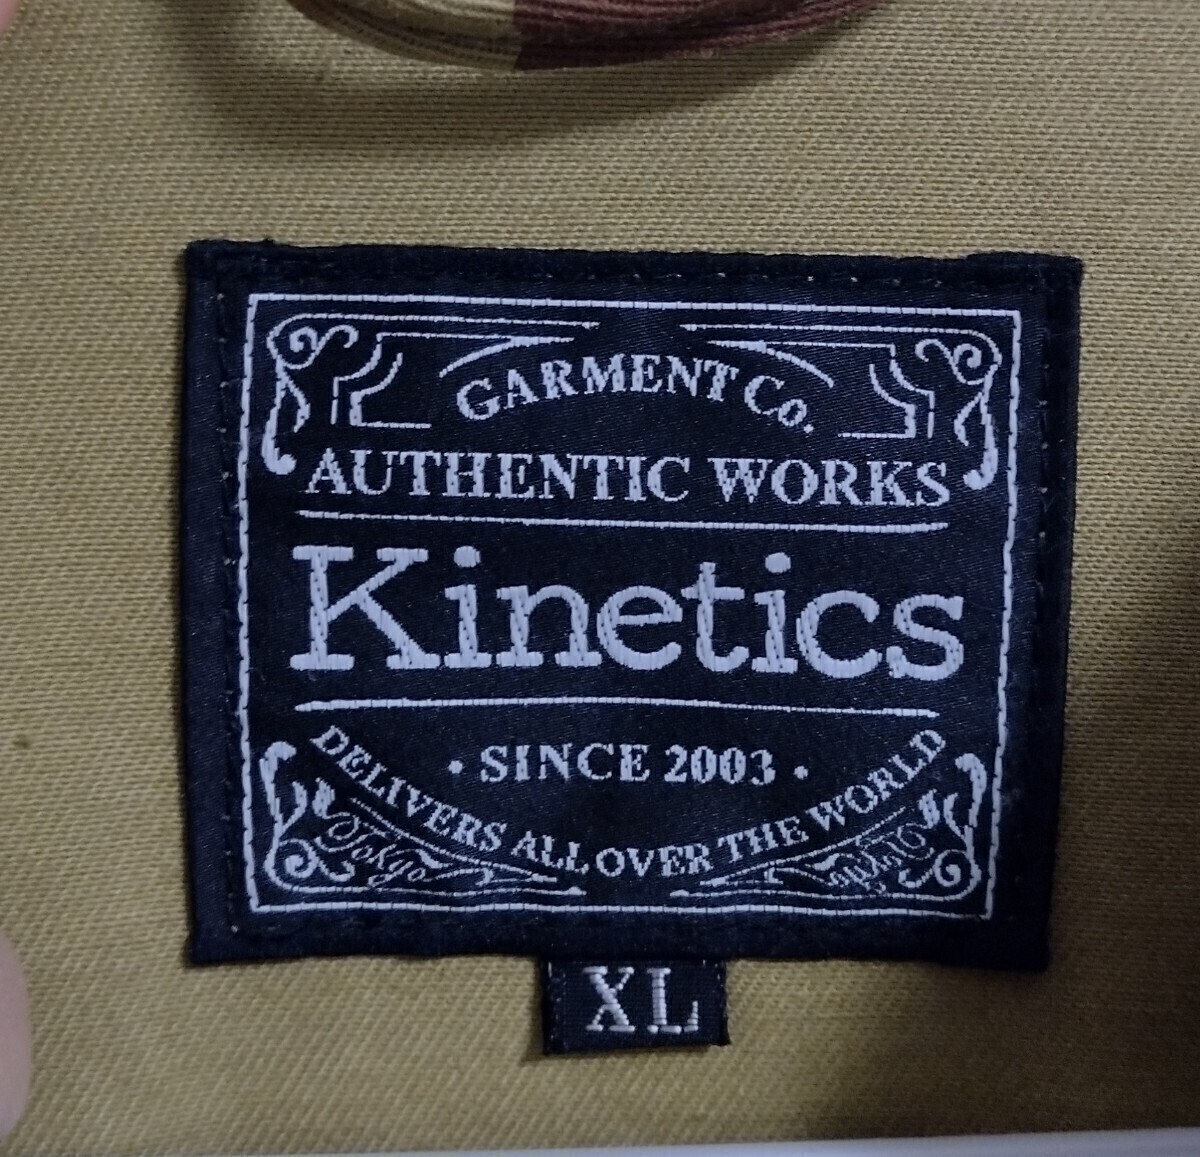 GARMENT Co.
AUTHENTIC WORKS
Kinetics
· SINCE 2003 ·
DELIVERS ALL OVER THE WORLD
Tokyo
XL